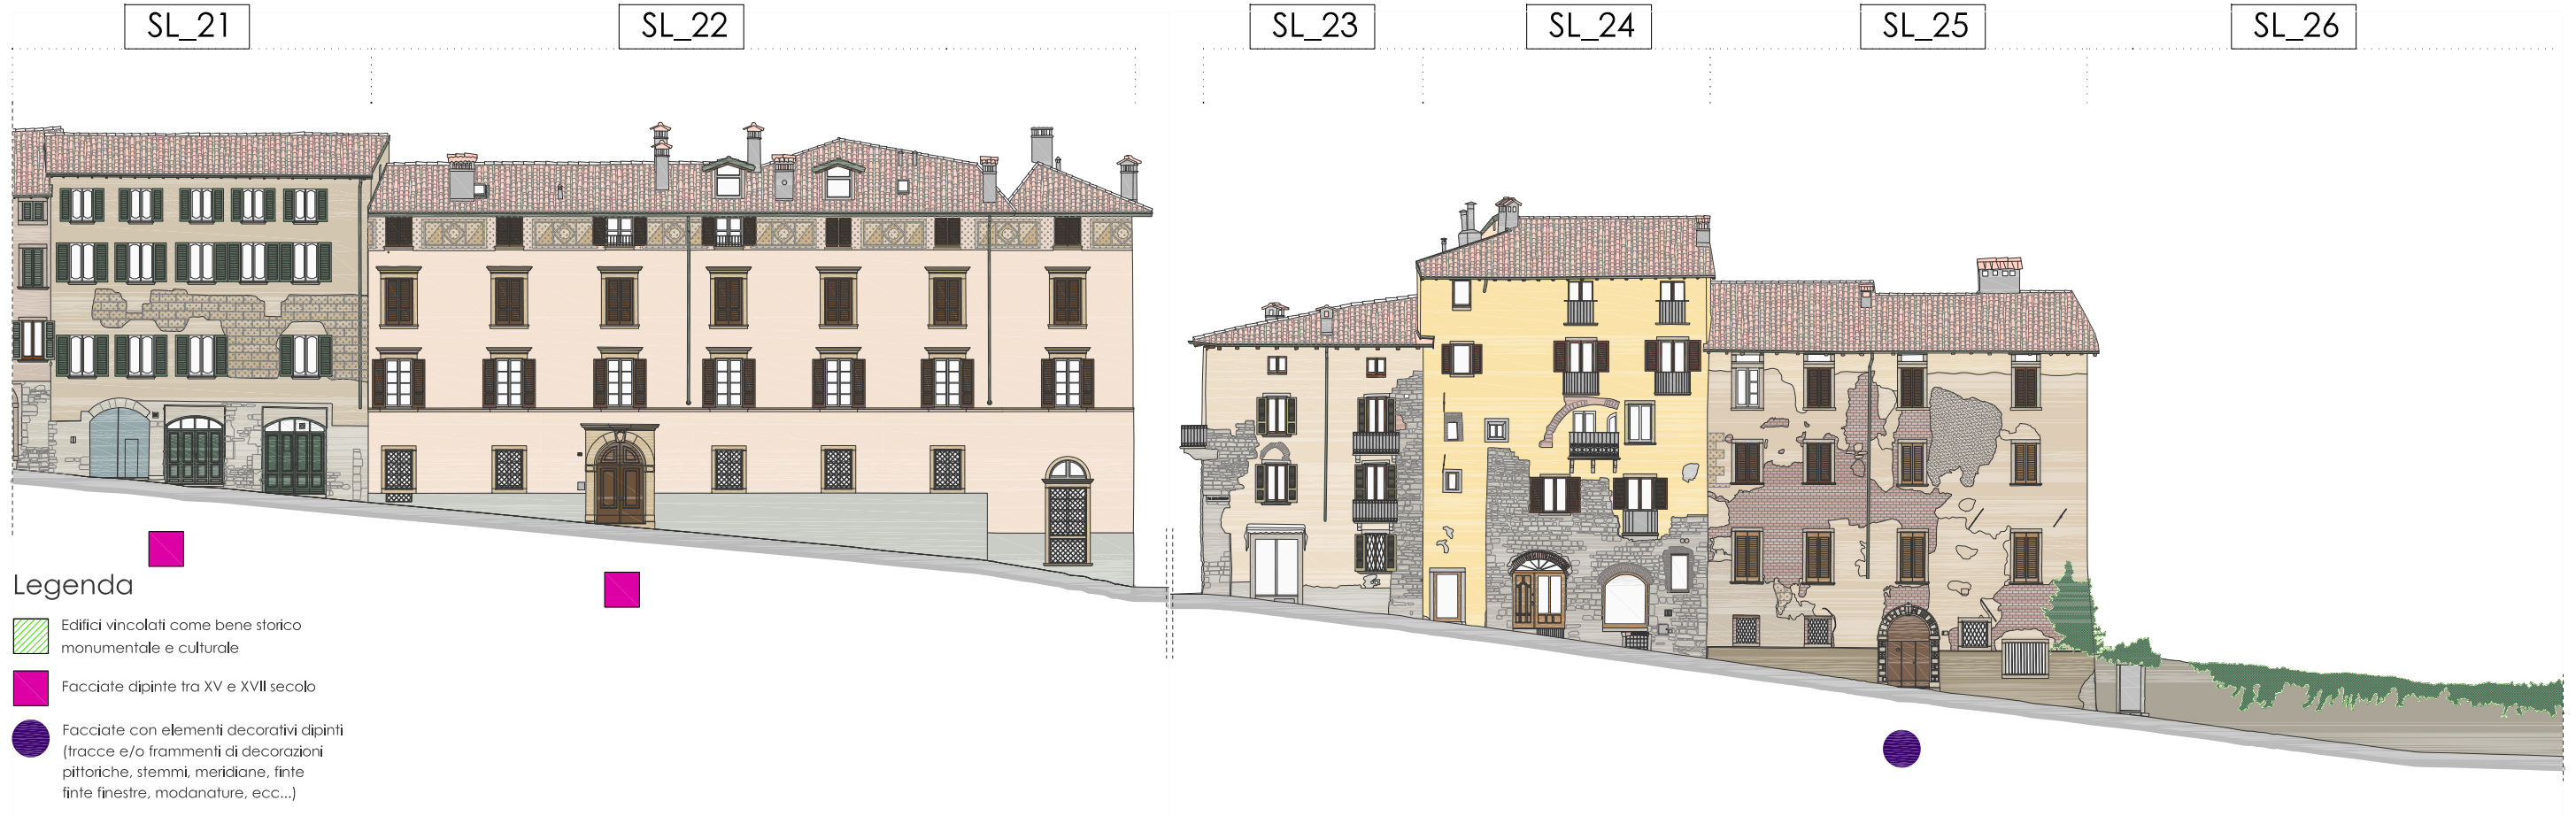 SL_21
SL_22
SL_23
SL_24
SL_25
SL_26
Legenda
Edifici vincolati come bene storico
monumentale e culturale
Facciate dipinte tra XV e XVII secolo
Facciate con elementi decorativi dipinti
(tracce e/o frammenti di decorazioni
pittoriche, stemmi, meridiane, finte
finte finestre, modanature, ecc...)